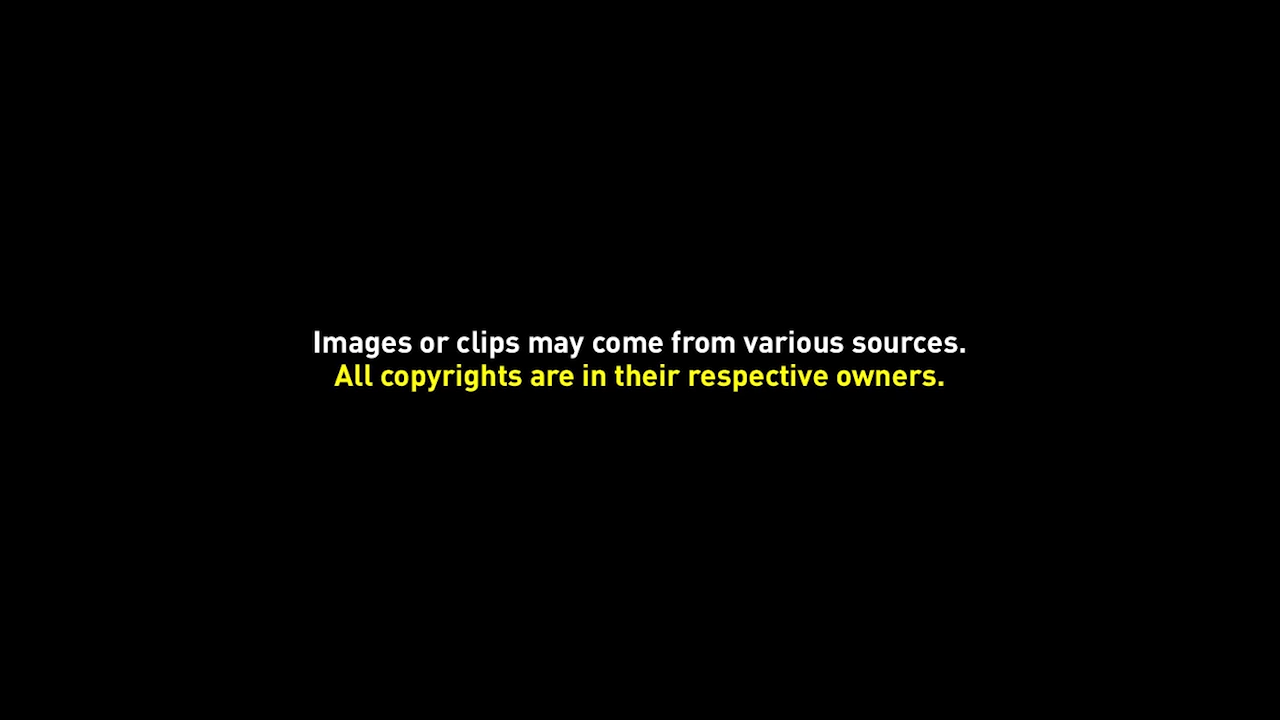 Images or clips may come from various sources.
All copyrights are in their respective owners.